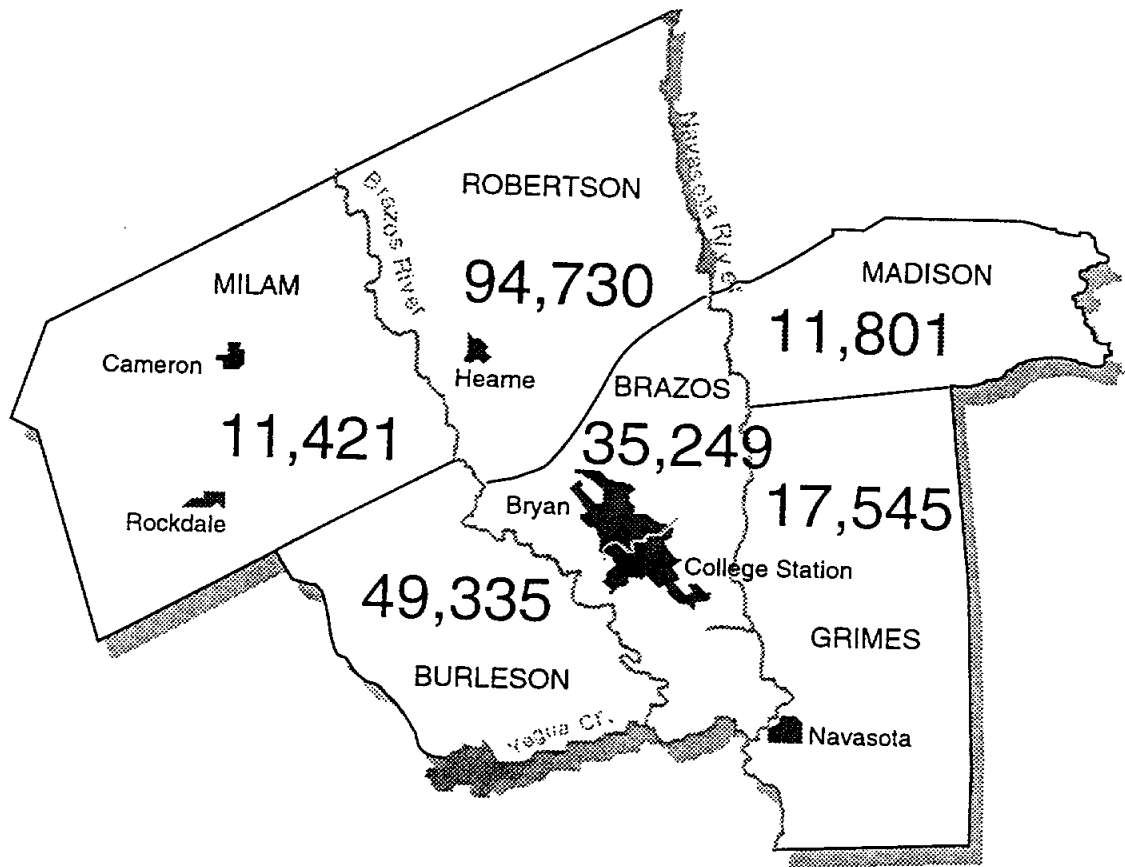 ROBERTSON
94,730
Navasota River
Brazos River
MILAM
MADISON
11,801
Cameron
Hearne
BRAZOS
35,249
11,421
Rockdale
Bryan
17,545
College Station
49,335
GRIMES
BURLESON
Yegua Cr.
Navasota